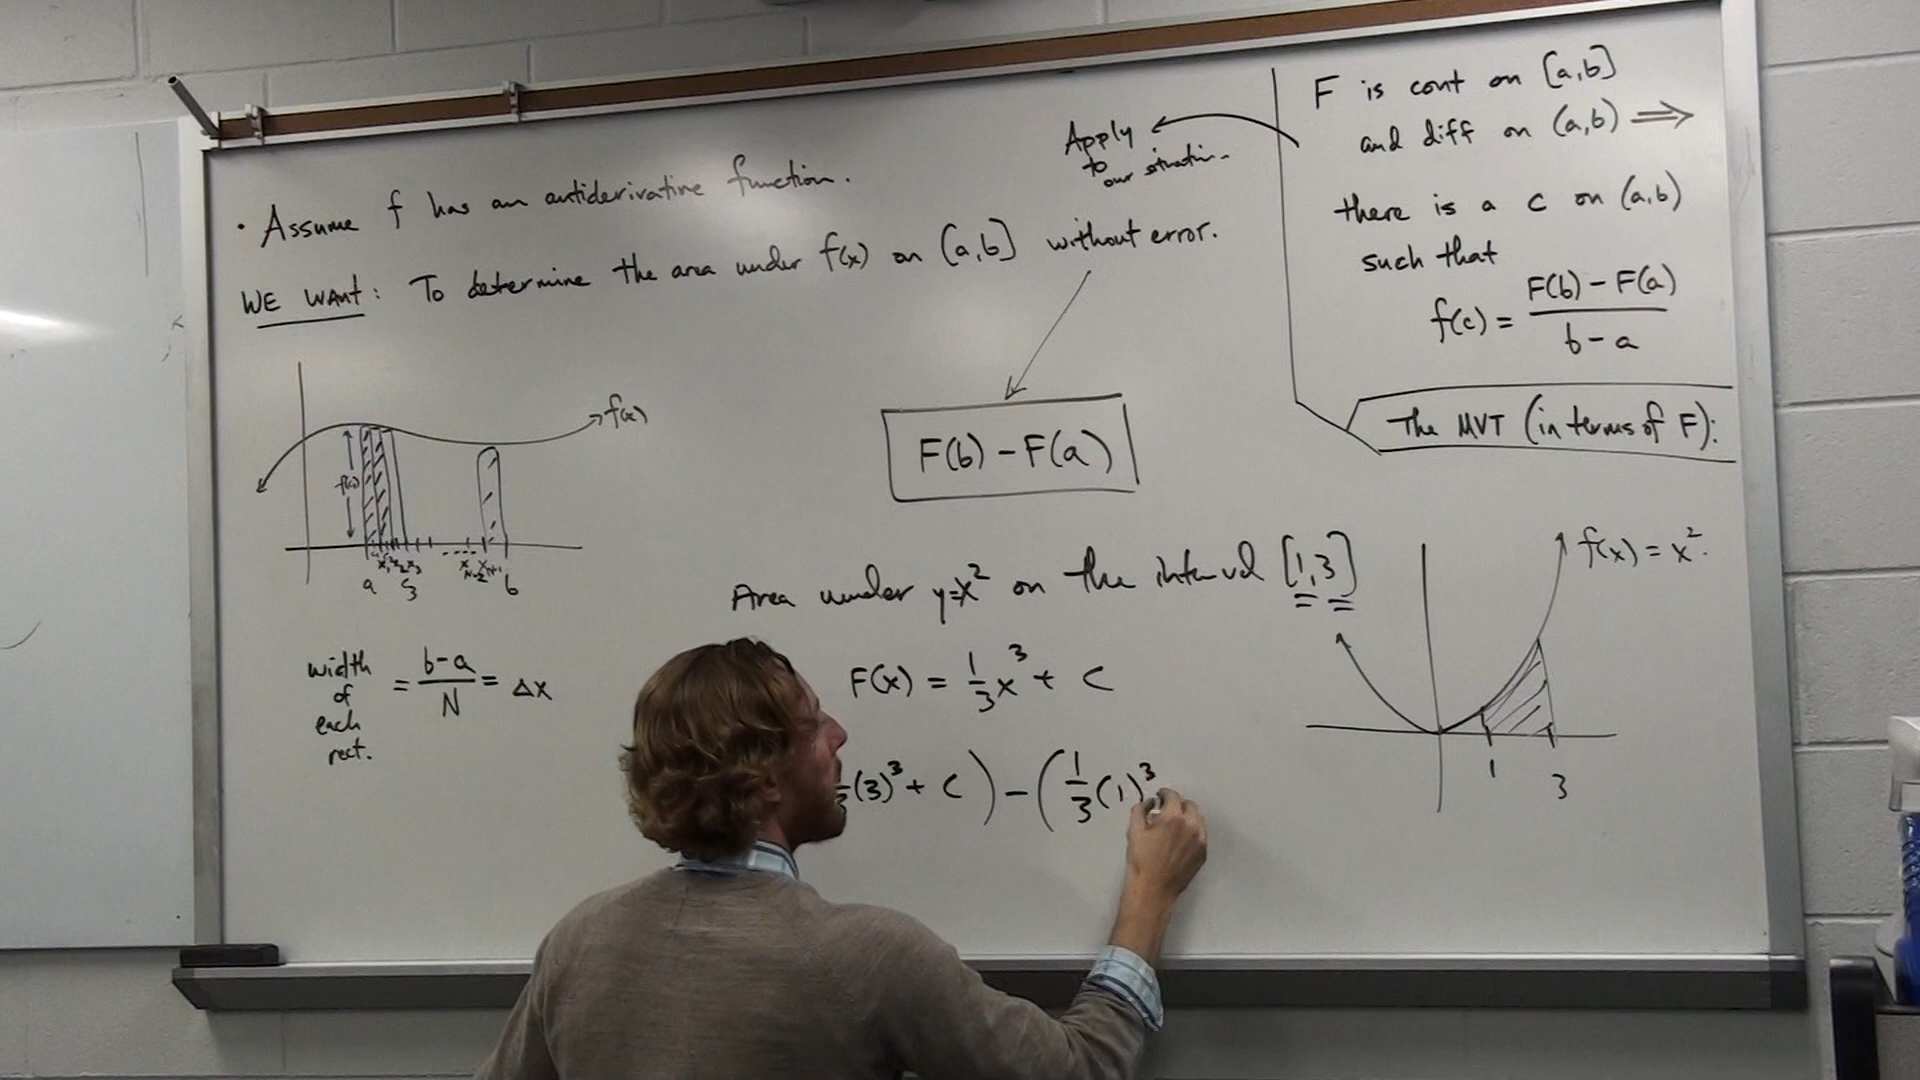 F is cont on [a,b]
and diff on (a,b) ⇒
there is a c on (a,b)
such that
f(c) = F(b) - F(a) / b - a
The MVT (in terms of F):
Apply
to
our situation.
• Assume f has an antiderivative function.
WE WANT: To determine the area under f(x) on [a,b] without error.
F(b) - F(a)
f(x)
a
b
width of each rect. = b-a / N = Δx
Area under y=x² on the interval [1,3]
F(x) = 1/3 x³ + C
(3)³ + C) - (1/3 (1)³
f(x) = x².
1
3